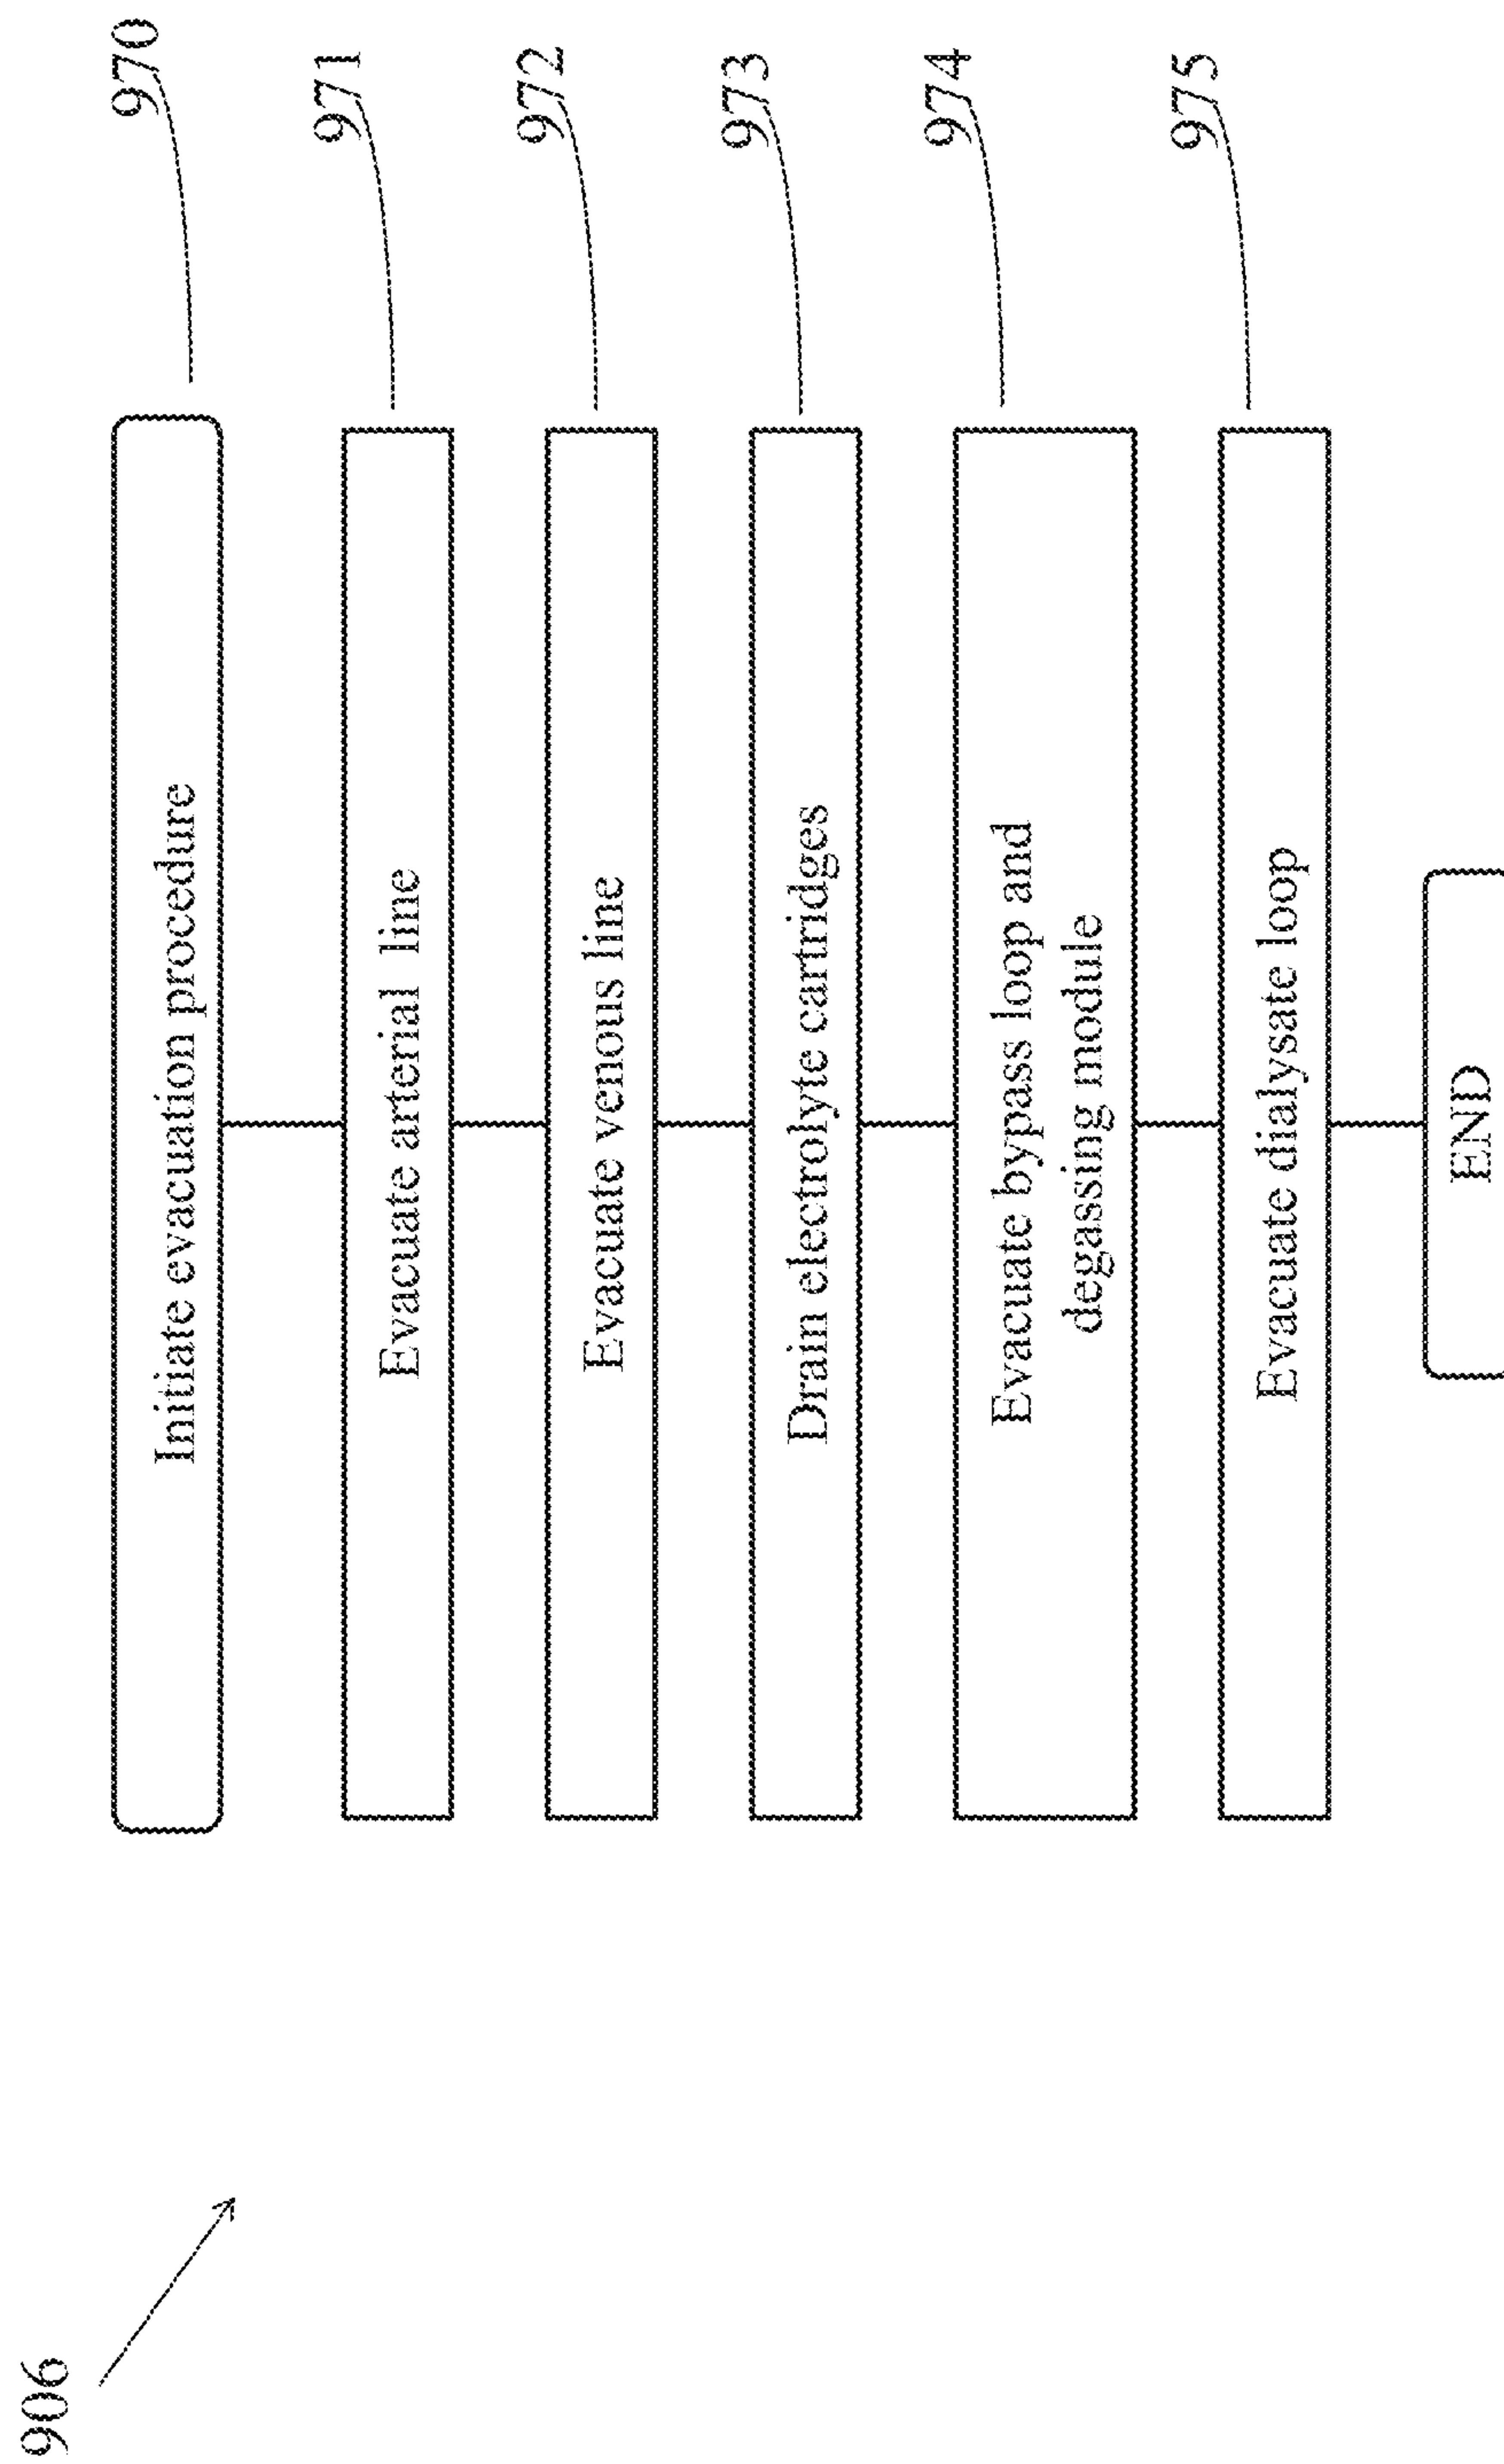 906
Initiate evacuation procedure
970
Evacuate arterial line
971
Evacuate venous line
972
Drain electrolyte cartridges
973
Evacuate bypass loop and
degassing module
974
Evacuate dialysate loop
975
END